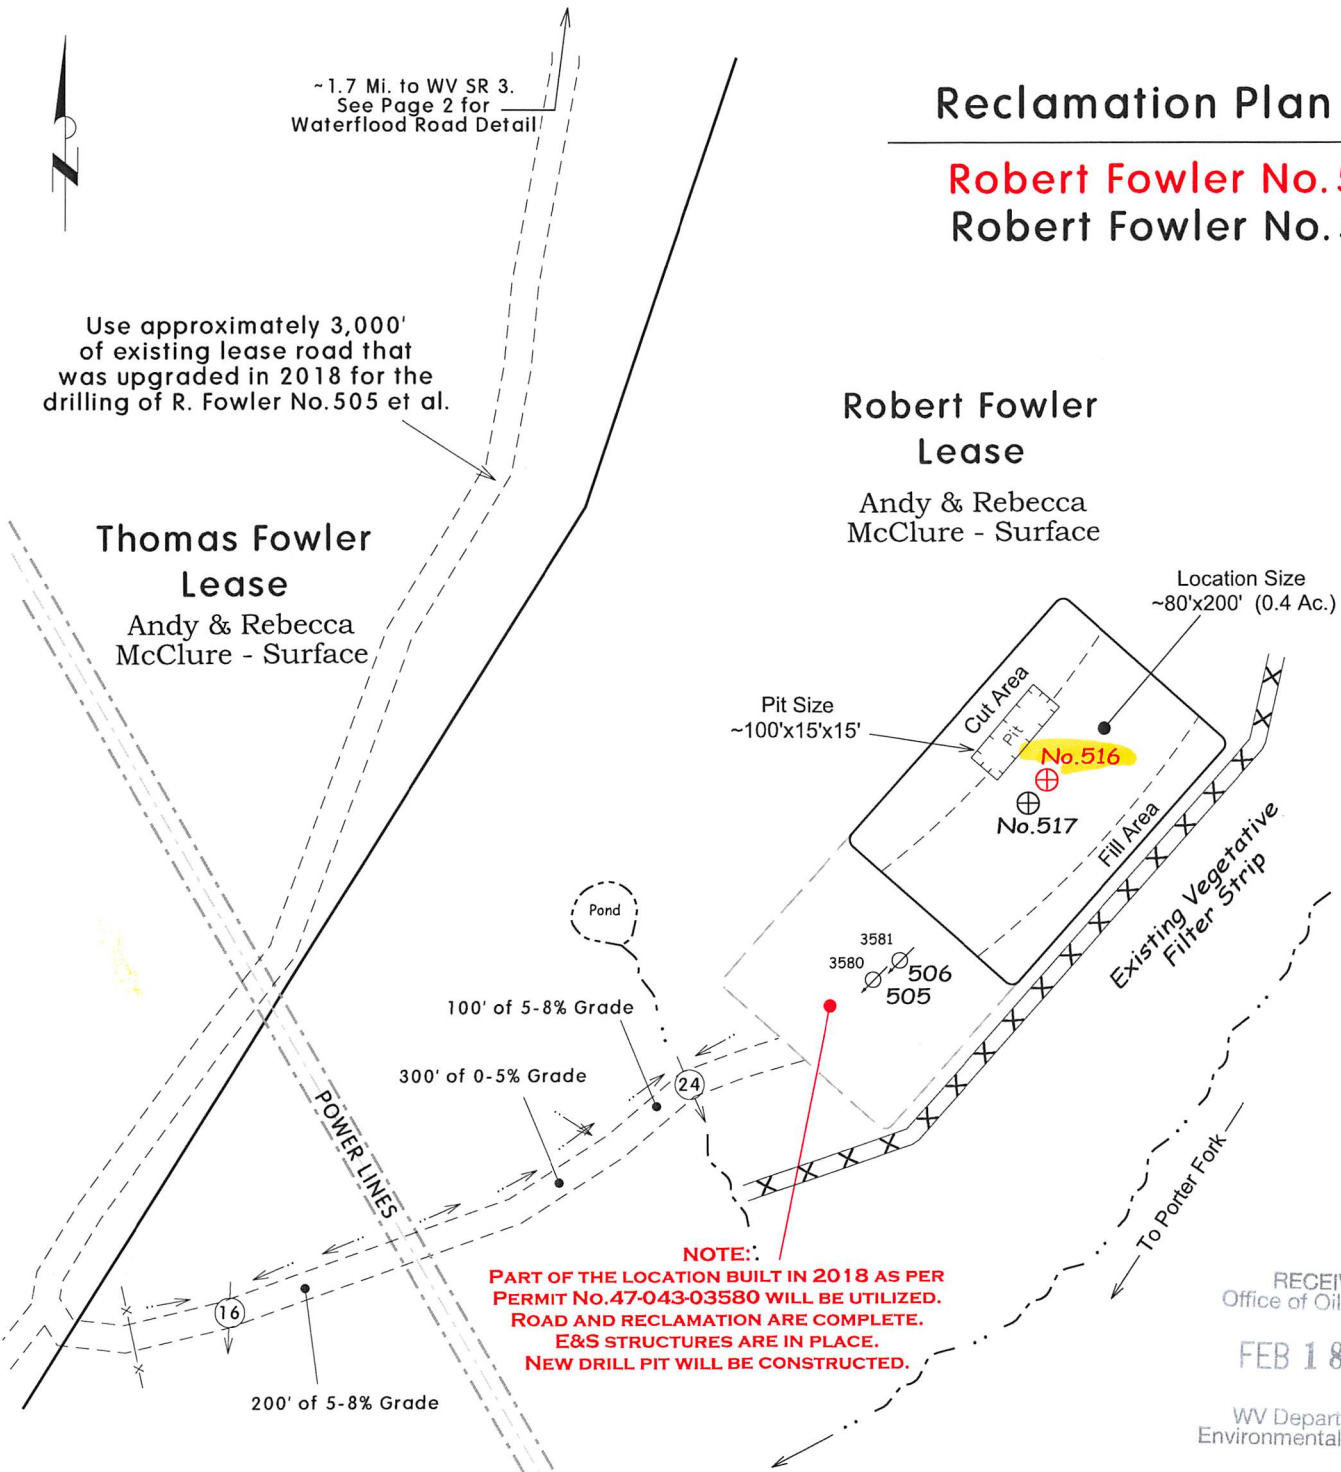 ~1.7 Mi. to WV SR 3.
See Page 2 for
Waterflood Road Detail
N
Reclamation Plan
Robert Fowler No.
Robert Fowler No.
Use approximately 3,000'
of existing lease road that
was upgraded in 2018 for the
drilling of R. Fowler No.505 et al.
Robert Fowler
Lease
Andy & Rebecca
McClure - Surface
Thomas Fowler
Lease
Andy & Rebecca
McClure - Surface
Location Size
~80'x200' (0.4 Ac.)
Pit Size
~100'x15'x15'
Cut Area
Pit
No.516
No.517
Fill Area
Existing Vegetative
Filter Strip
Pond
3581
506
3580
505
100' of 5-8% Grade
300' of 0-5% Grade
24
POWER LINES
To Porter Fork
16
200' of 5-8% Grade
NOTE:
PART OF THE LOCATION BUILT IN 2018 AS PER
PERMIT No.47-043-03580 WILL BE UTILIZED.
ROAD AND RECLAMATION ARE COMPLETE.
E&S STRUCTURES ARE IN PLACE.
NEW DRILL PIT WILL BE CONSTRUCTED.
RECEI
Office of Oil
FEB 18
WV Depart
Environmental